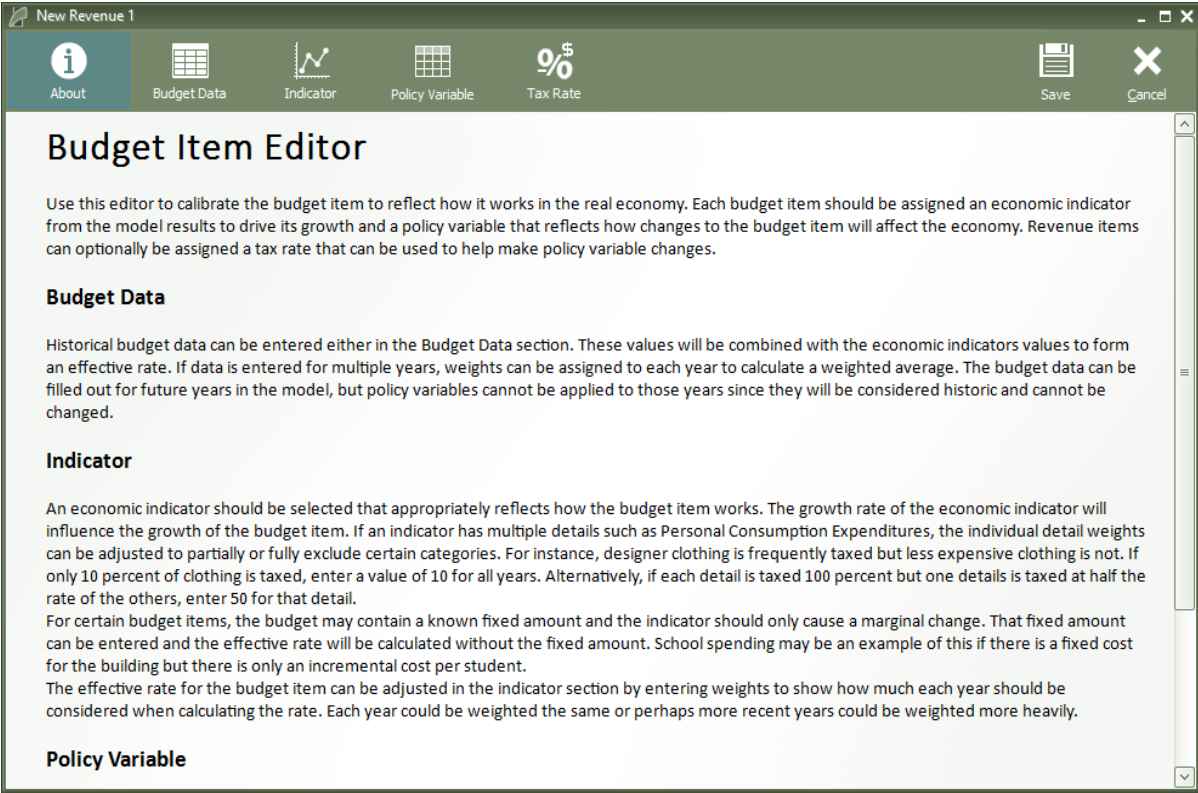 New Revenue 1
About
Budget Data
Indicator
Policy Variable
Tax Rate
Save
Cancel
Budget Item Editor
Use this editor to calibrate the budget item to reflect how it works in the real economy. Each budget item should be assigned an economic indicator
from the model results to drive its growth and a policy variable that reflects how changes to the budget item will affect the economy. Revenue items
can optionally be assigned a tax rate that can be used to help make policy variable changes.
Budget Data
Historical budget data can be entered either in the Budget Data section. These values will be combined with the economic indicators values to form
an effective rate. If data is entered for multiple years, weights can be assigned to each year to calculate a weighted average. The budget data can be
filled out for future years in the model, but policy variables cannot be applied to those years since they will be considered historic and cannot be
changed.
Indicator
An economic indicator should be selected that appropriately reflects how the budget item works. The growth rate of the economic indicator will
influence the growth of the budget item. If an indicator has multiple details such as Personal Consumption Expenditures, the individual detail weights
can be adjusted to partially or fully exclude certain categories. For instance, designer clothing is frequently taxed but less expensive clothing is not. If
only 10 percent of clothing is taxed, enter a value of 10 for all years. Alternatively, if each detail is taxed 100 percent but one details is taxed at half the
rate of the others, enter 50 for that detail.
For certain budget items, the budget may contain a known fixed amount and the indicator should only cause a marginal change. That fixed amount
can be entered and the effective rate will be calculated without the fixed amount. School spending may be an example of this if there is a fixed cost
for the building but there is only an incremental cost per student.
The effective rate for the budget item can be adjusted in the indicator section by entering weights to show how much each year should be
considered when calculating the rate. Each year could be weighted the same or perhaps more recent years could be weighted more heavily.
Policy Variable